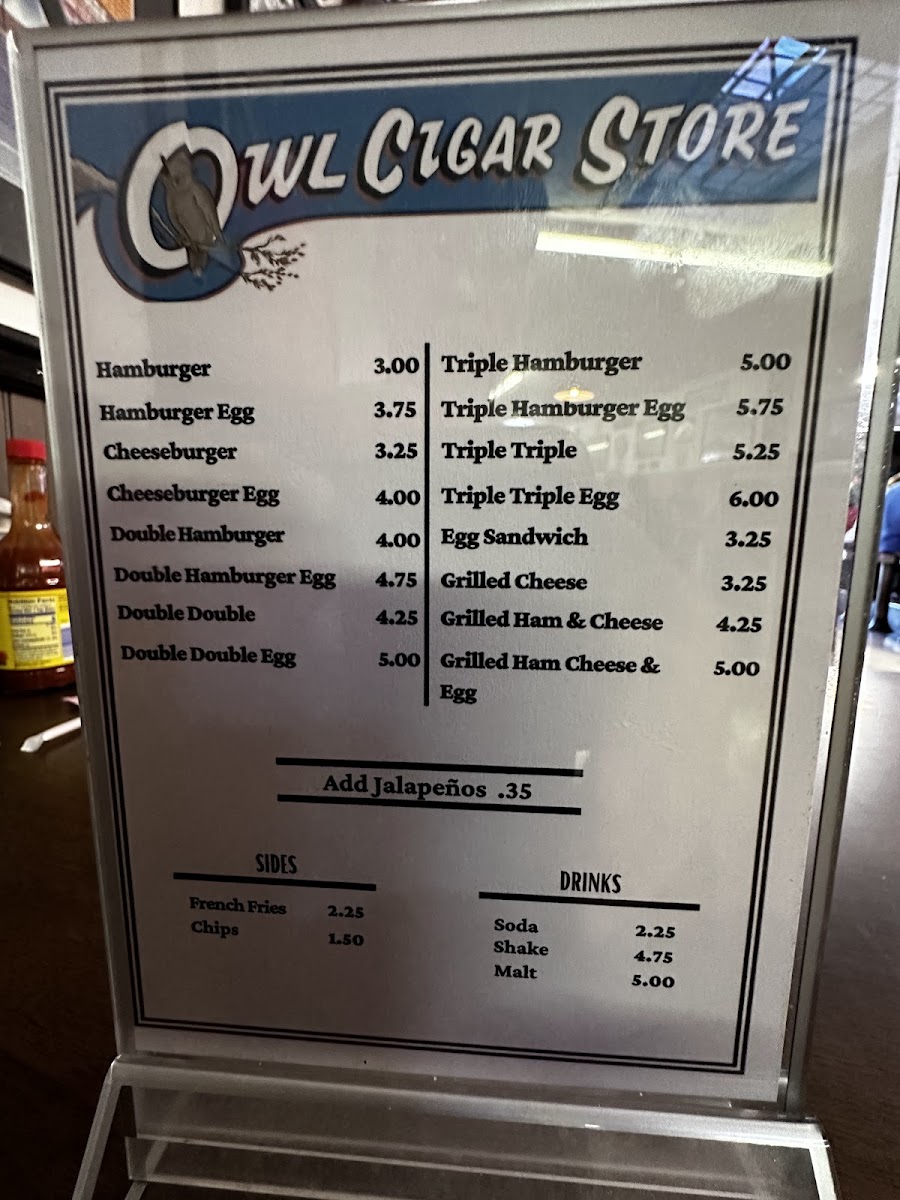 OWL CIGAR STORE
Hamburger 3.00
Hamburger Egg 3.75
Cheeseburger 3.25
Cheeseburger Egg 4.00
Double Hamburger 4.00
Double Hamburger Egg 4.75
Double Double 4.25
Double Double Egg 5.00
Triple Hamburger 5.00
Triple Hamburger Egg 5.75
Triple Triple 5.25
Triple Triple Egg 6.00
Egg Sandwich 3.25
Grilled Cheese 3.25
Grilled Ham & Cheese 4.25
Grilled Ham Cheese & 5.00
Egg
Add Jalapeños .35
SIDES
French Fries 2.25
Chips 1.50
DRINKS
Soda 2.25
Shake 4.75
Malt 5.00